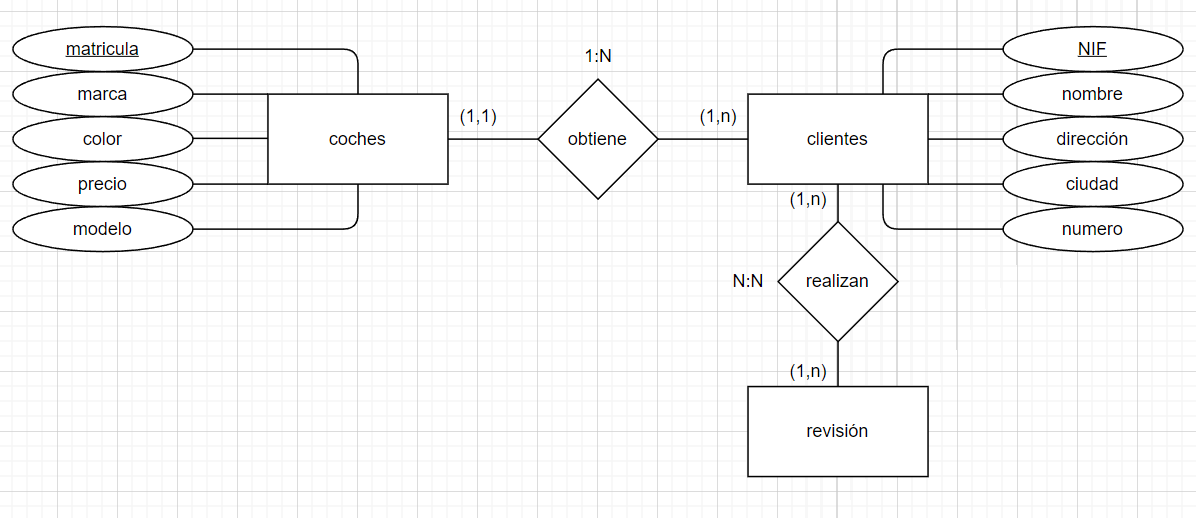 matricula
marca
color
precio
modelo
coches
(1,1)
1:N
obtiene
(1,n)
clientes
NIF
nombre
dirección
ciudad
numero
(1,n)
N:N
realizan
(1,n)
revisión